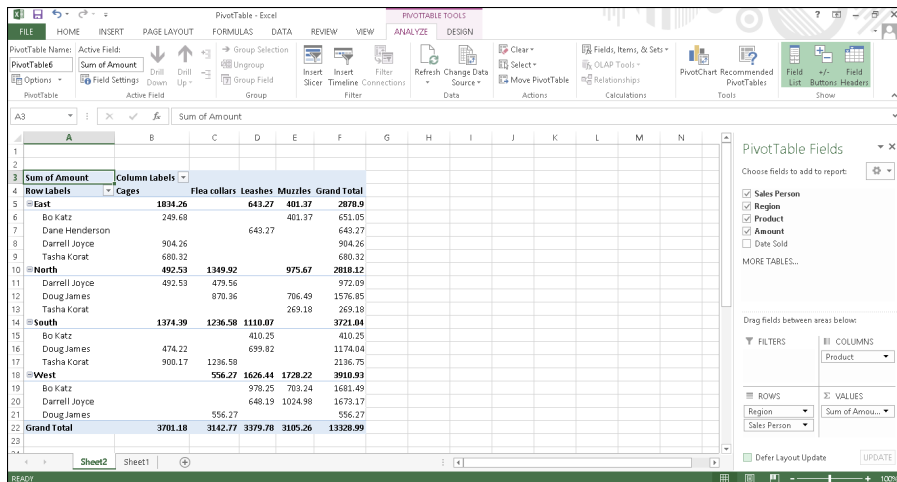 PivotTable - Excel
PIVOTTABLE TOOLS
FILE HOME INSERT PAGE LAYOUT FORMULAS DATA REVIEW VIEW ANALYZE DESIGN
PivotTable Name: Active Field:
PivotTable6 Sum of Amount
Options Field Settings
Drill Down Drill Up
Group Selection
Ungroup
Group Field
Insert Slicer Insert Timeline Filter Connections
Refresh Change Data Source
Clear
Select
Move PivotTable
Fields, Items, & Sets
OLAP Tools
Relationships
PivotChart Recommended PivotTables
Field List +/- Buttons Field Headers
PivotTable Active Field Group Filter Data Actions Calculations Tools Show
A3 fx Sum of Amount
A B C D E F G H I J K L M N
1
2
3 Sum of Amount Column Labels
4 Row Labels Cages Flea collars Leashes Muzzles Grand Total
5 East 1834.26 643.27 401.37 2878.9
6 Bo Katz 249.68 401.37 651.05
7 Dane Henderson 643.27 643.27
8 Darrell Joyce 904.26 904.26
9 Tasha Korat 680.32 680.32
10 North 492.53 1349.92 975.67 2818.12
11 Darrell Joyce 492.53 479.56 972.09
12 Doug James 870.36 706.49 1576.85
13 Tasha Korat 269.18 269.18
14 South 1374.39 1236.58 1110.07 3721.04
15 Bo Katz 410.25 410.25
16 Doug James 474.22 699.82 1174.04
17 Tasha Korat 900.17 1236.58 2136.75
18 West 556.27 1626.44 1728.22 3910.93
19 Bo Katz 978.25 703.24 1681.49
20 Darrell Joyce 648.19 1024.98 1673.17
21 Doug James 556.27 556.27
22 Grand Total 3701.18 3142.77 3379.78 3105.26 13328.99
23
PivotTable Fields
Choose fields to add to report:
Sales Person
Region
Product
Amount
Date Sold
MORE TABLES...
Drag fields between areas below:
FILTERS COLUMNS
Product
ROWS Σ VALUES
Region Sum of Amou...
Sales Person
Defer Layout Update UPDATE
Sheet2 Sheet1
READY 100%